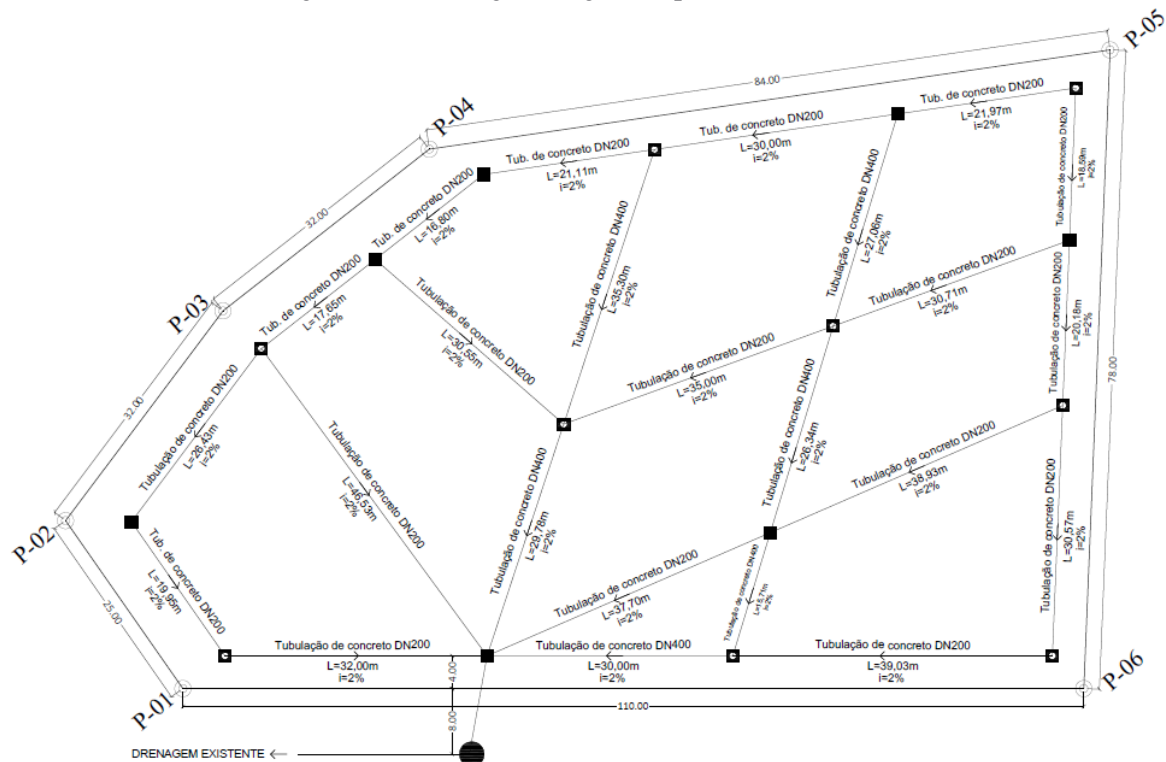 P-05
84.00
Tub. de concreto DN200
L=21,97m
i=2%
P-04
Tub. de concreto DN200
L=30,00m
i=2%
Tub. de concreto DN200
L=21,11m
i=2%
Tubulação de concreto DN200
L=18,59m
i=2%
32.00
Tub. de concreto DN200
L=16,80m
i=2%
Tubulação de concreto DN400
L=27,06m
i=2%
Tubulação de concreto DN400
L=35,30m
i=2%
Tubulação de concreto DN200
L=30,71m
i=2%
P-03
Tub. de concreto DN200
L=17,65m
i=2%
Tubulação de concreto DN200
L=30,55m
i=2%
Tubulação de concreto DN200
L=20,18m
i=2%
78.00
32.00
Tubulação de concreto DN200
L=26,43m
i=2%
Tubulação de concreto DN200
L=35,00m
i=2%
Tubulação de concreto DN400
L=26,34m
i=2%
Tubulação de concreto DN200
L=38,93m
i=2%
Tubulação de concreto DN200
L=46,53m
i=2%
Tubulação de concreto DN400
L=29,78m
i=2%
Tubulação de concreto DN200
L=30,57m
i=2%
P-02
Tub. de concreto DN200
L=19,95m
i=2%
25.00
Tubulação de concreto DN200
L=37,70m
i=2%
Tubulação de concreto DN400
L=15,71m
i=2%
Tubulação de concreto DN200
L=32,00m
i=2%
Tubulação de concreto DN400
L=30,00m
i=2%
Tubulação de concreto DN200
L=39,03m
i=2%
4.00
P-01
P-06
110.00
8.00
DRENAGEM EXISTENTE